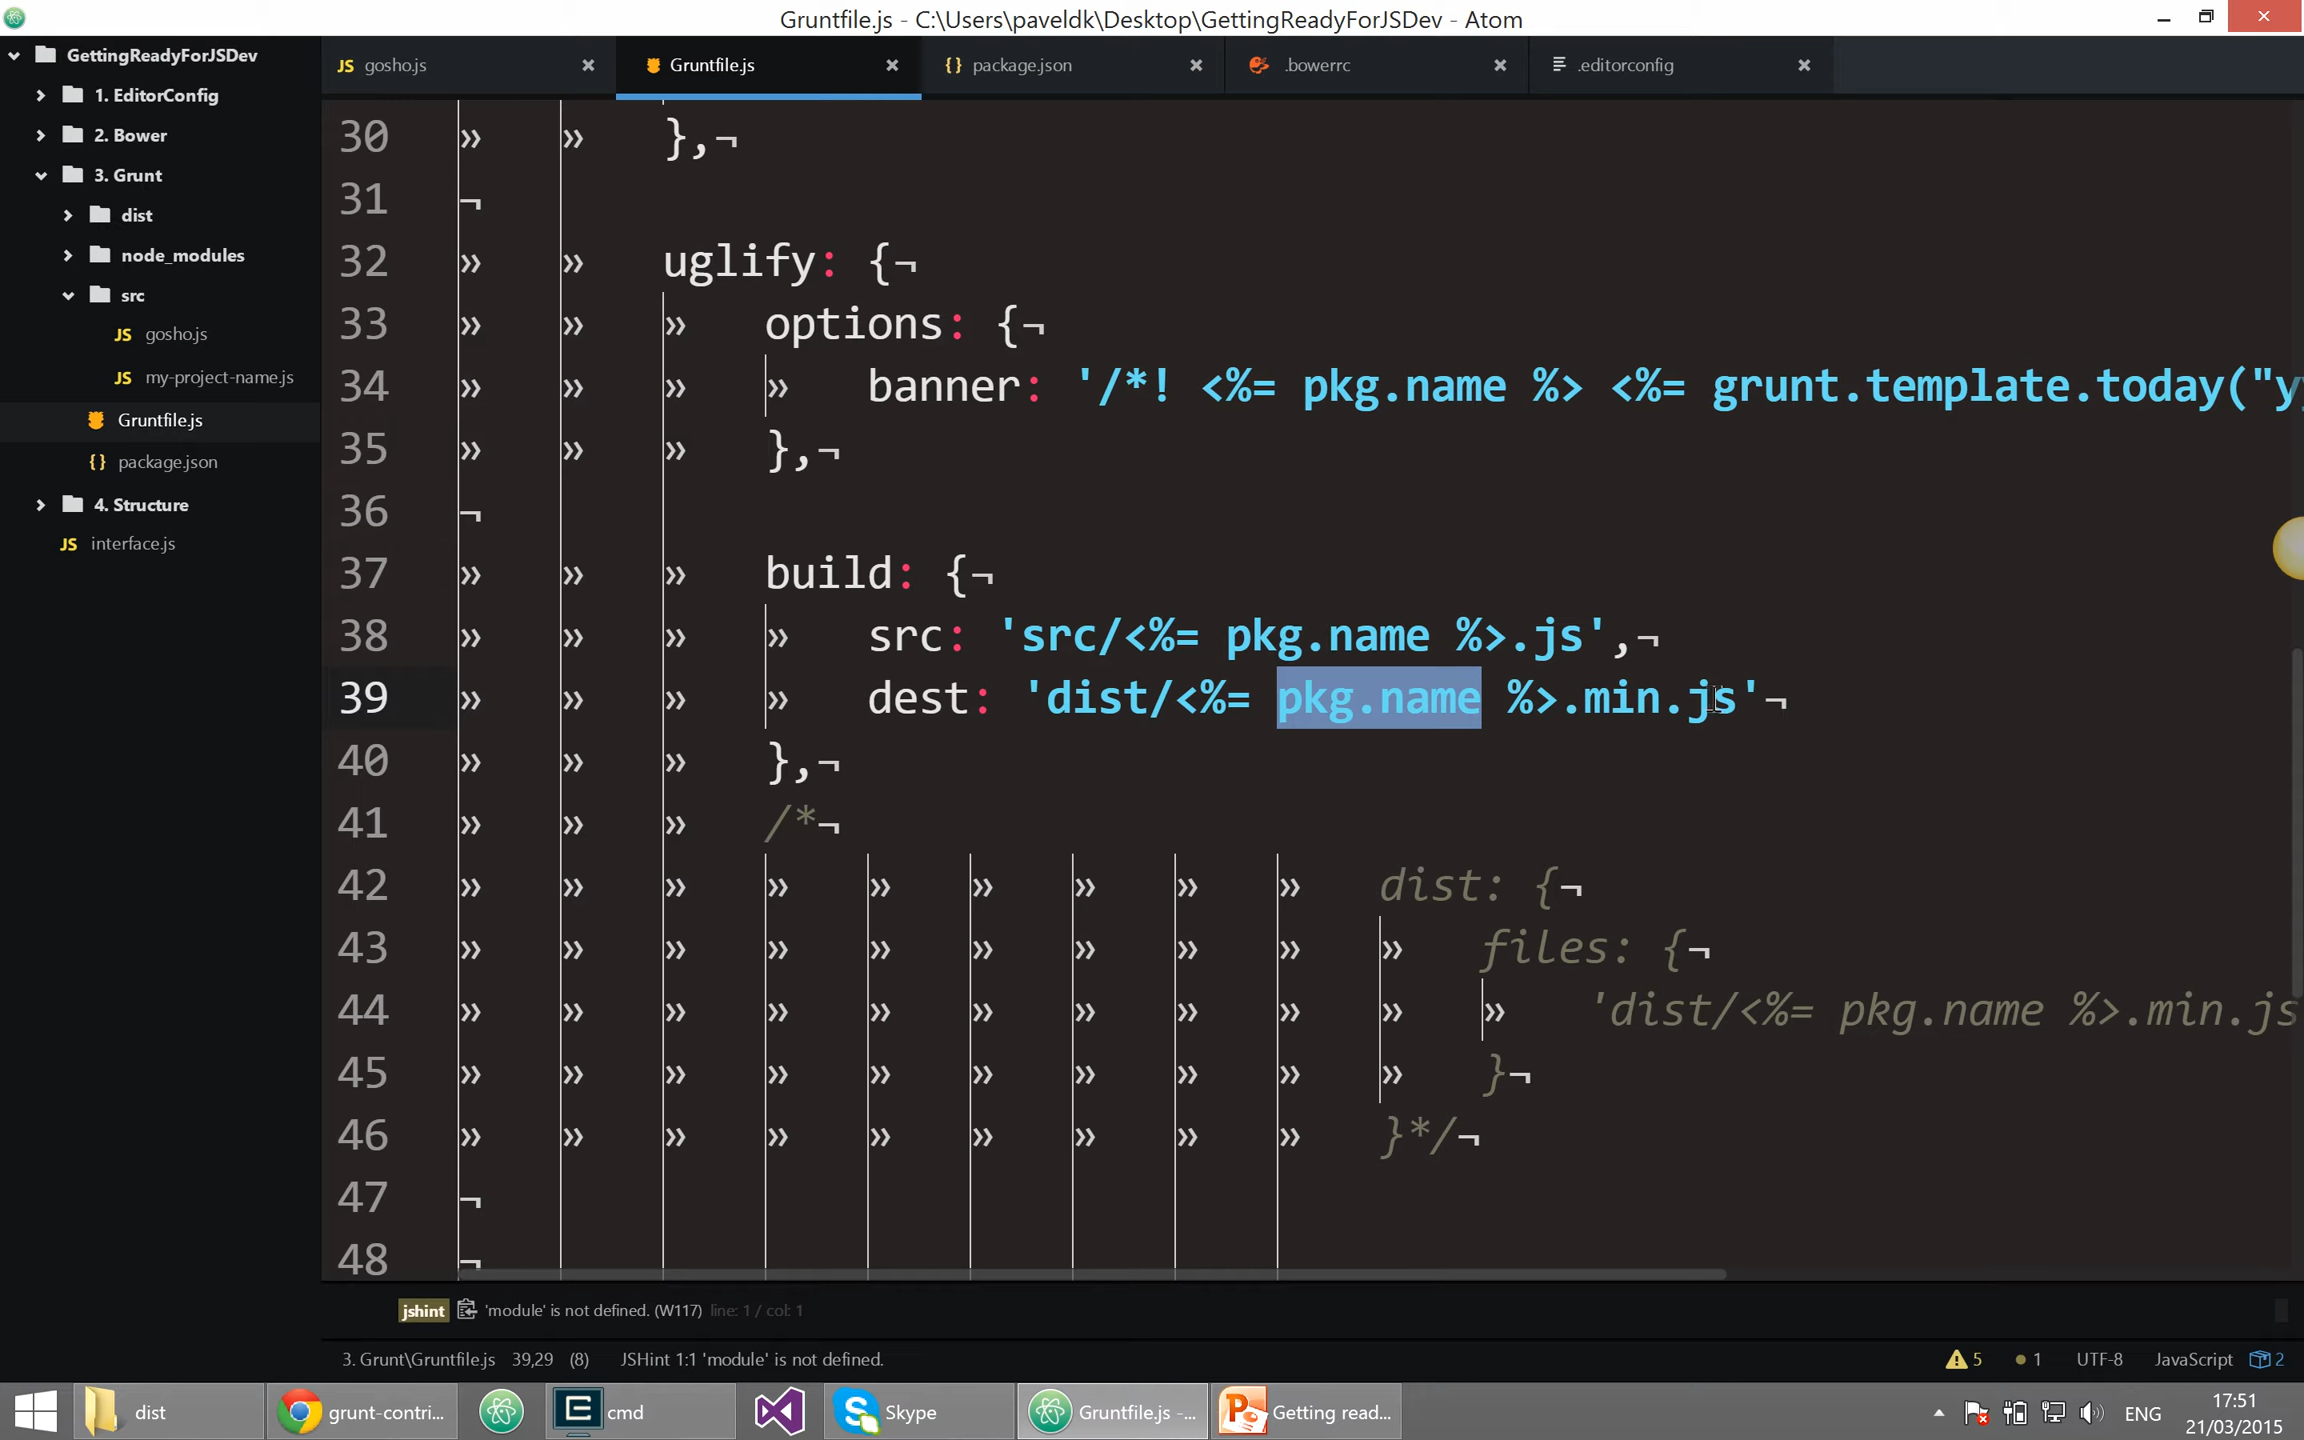 Gruntfile.js - C:\Users\paveldk\Desktop\GettingReadyForJSDev - Atom
GettingReadyForJSDev
1. EditorConfig
2. Bower
3. Grunt
dist
node_modules
src
JS gosho.js
JS my-project-name.js
Gruntfile.js
{} package.json
4. Structure
JS interface.js
JS gosho.js
Gruntfile.js
{} package.json
.bowerrc
.editorconfig
30 » » },¬
31 ¬
32 » » uglify: {¬
33 » » » options: {¬
34 » » » » banner: '/*! <%= pkg.name %> <%= grunt.template.today("y
35 » » » },¬
36 ¬
37 » » » build: {¬
38 » » » » src: 'src/<%= pkg.name %>.js',¬
39 » » » » dest: 'dist/<%= pkg.name %>.min.js'¬
40 » » » },¬
41 » » » /*¬
42 » » » » » » » » » dist: {¬
43 » » » » » » » » » » files: {¬
44 » » » » » » » » » » » 'dist/<%= pkg.name %>.min.js
45 » » » » » » » » » » }¬
46 » » » » » » » » » }*/¬
47 ¬
48 ¬
jshint 'module' is not defined. (W117) line: 1 / col: 1
3. Grunt\Gruntfile.js 39,29 (8) JSHint 1:1 'module' is not defined.
5 1 UTF-8 JavaScript 2
dist
grunt-contri...
cmd
Skype
Gruntfile.js -...
Getting read...
ENG
17:51
21/03/2015